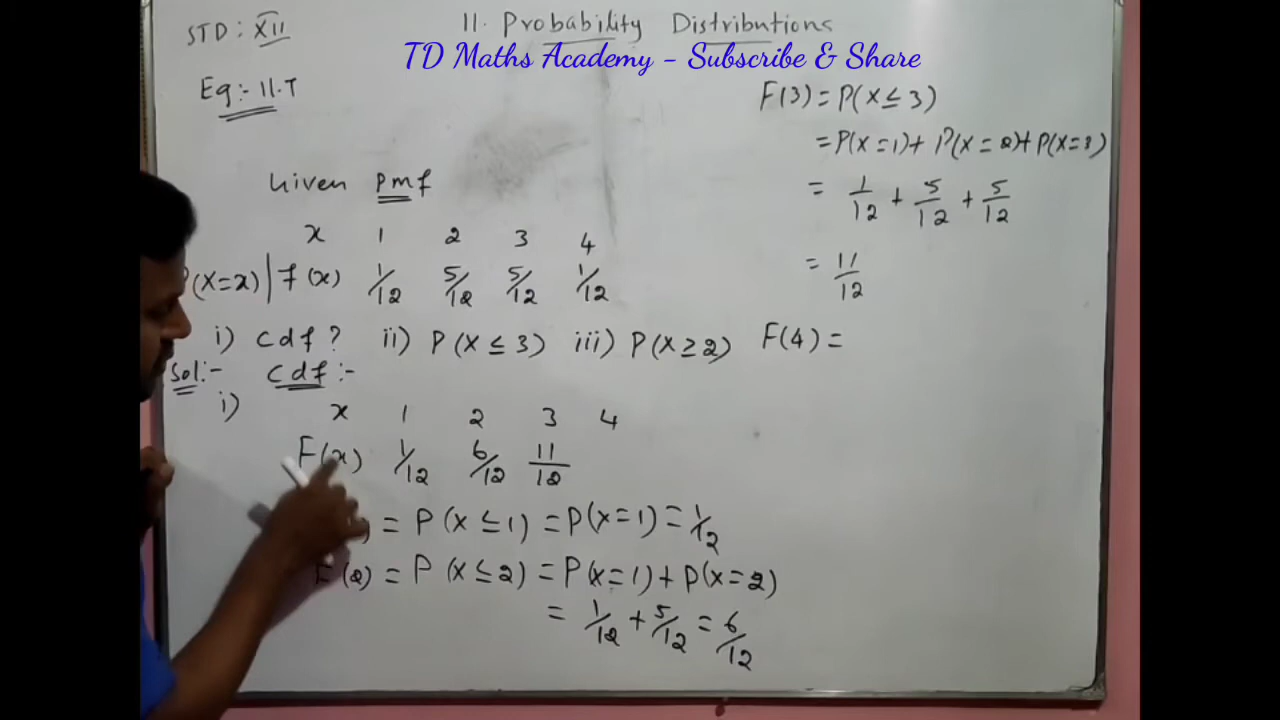 STD : XII
11. Probability Distributions
TD Maths Academy - Subscribe & Share
Eg:- 11.7
Given pmf
x 1 2 3 4
P(X=x) | f(x) 1/12 5/12 5/12 1/12
i) cdf? ii) P(X ≤ 3) iii) P(X ≥ 2)
Sol:- cdf:-
i) x 1 2 3 4
F(x) 1/12 6/12 11/12
= P(X ≤ 1) = P(X=1) = 1/12
F(2) = P(X ≤ 2) = P(X=1) + P(X=2)
= 1/12 + 5/12 = 6/12
F(3) = P(X ≤ 3)
= P(X=1) + P(X=2) + P(X=3)
= 1/12 + 5/12 + 5/12
= 11/12
F(4) =